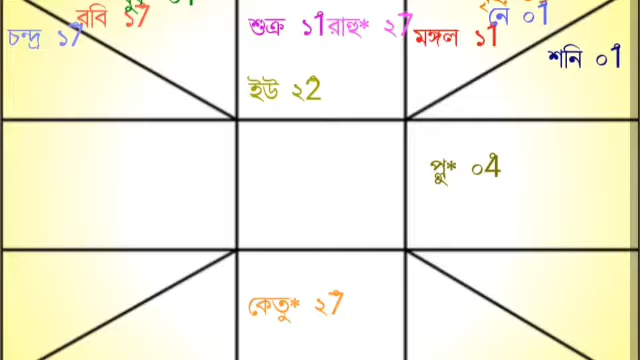 রবি ১7
চন্দ্র ১7
শুক্র ১1 রাহু* ২7
মঙ্গল ১1
নে ০1
শনি ০1
ইউ ২2
প্লু* ০4
কেতু* ২7